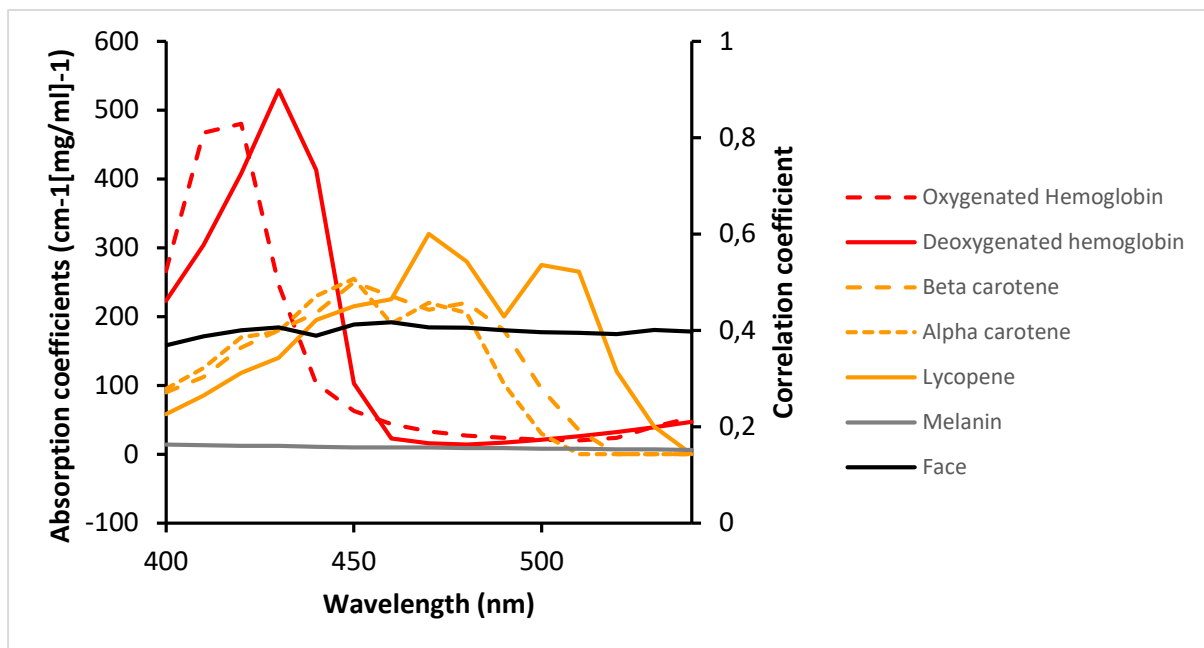 Absorption coefficients (cm-1[mg/ml]-1)
600
500
400
300
200
100
0
-100
400
450
500
Wavelength (nm)
1
0,8
0,6
0,4
0,2
0
Correlation coefficient
Oxygenated Hemoglobin
Deoxygenated hemoglobin
Beta carotene
Alpha carotene
Lycopene
Melanin
Face